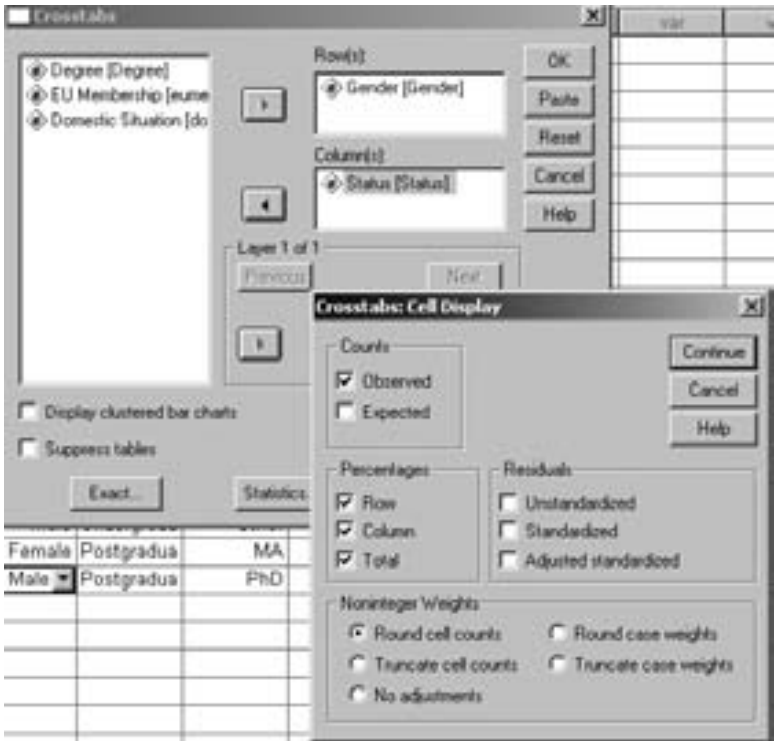 Crosstabs
var
Degree [Degree]
EU Membership [eume
Domestic Situation [do
Row(s):
Gender [Gender]
Column(s):
Status [Status]
Layer 1 of 1
Previous
Next
OK
Paste
Reset
Cancel
Help
Display clustered bar charts
Suppress tables
Exact...
Statistics.
Female Postgradua MA
Male Postgradua PhD
Crosstabs: Cell Display
Counts
Observed
Expected
Continue
Cancel
Help
Percentages
Row
Column
Total
Residuals
Unstandardized
Standardized
Adjusted standardized
Noninteger Weights
Round cell counts
Round case weights
Truncate cell counts
Truncate case weights
No adjustments